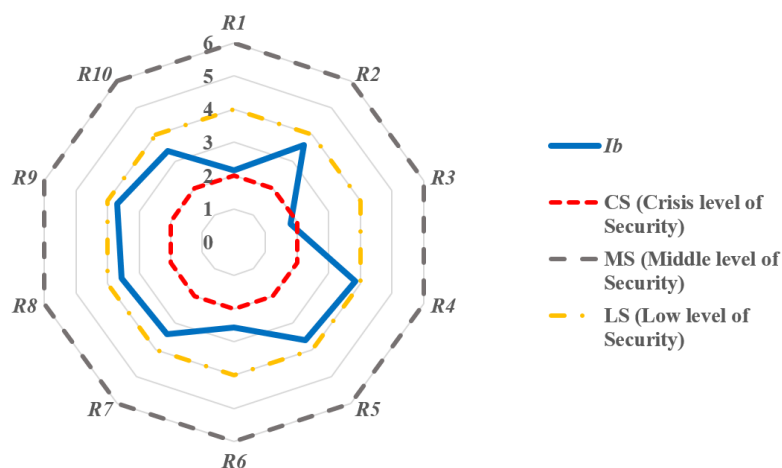 R1
R2
R3
R4
R5
R6
R7
R8
R9
R10
6
5
4
3
2
1
0
Ib
CS (Crisis level of
Security)
MS (Middle level of
Security)
LS (Low level of
Security)